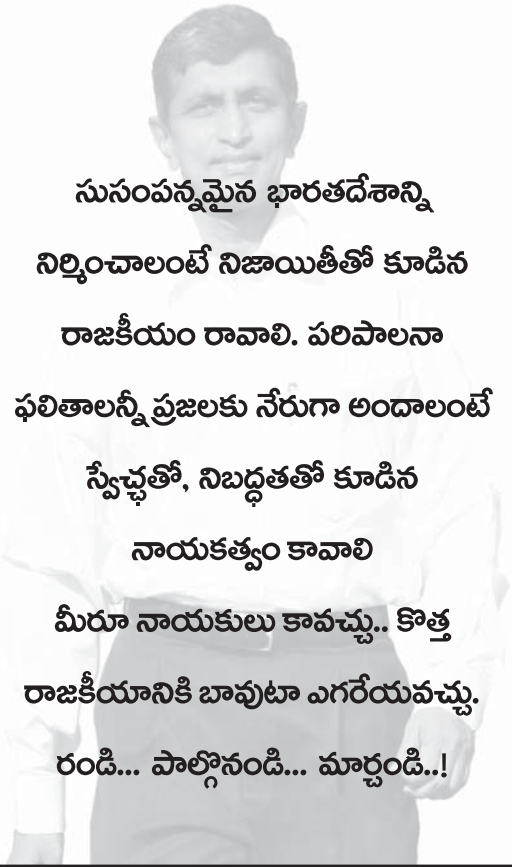 సుసంపన్నమైన భారతదేశాన్ని
నిర్మించాలంటే నిజాయితీతో కూడిన
రాజకీయం రావాలి. పరిపాలనా
ఫలితాలన్నీ ప్రజలకు నేరుగా అందాలంటే
స్వేచ్ఛతో, నిబద్ధతతో కూడిన
నాయకత్వం కావాలి
మీరూ నాయకులు కావచ్చు.. కొత్త
రాజకీయానికి బావుటా ఎగరేయవచ్చు.
రండి... పాల్గొనండి... మార్చండి..!